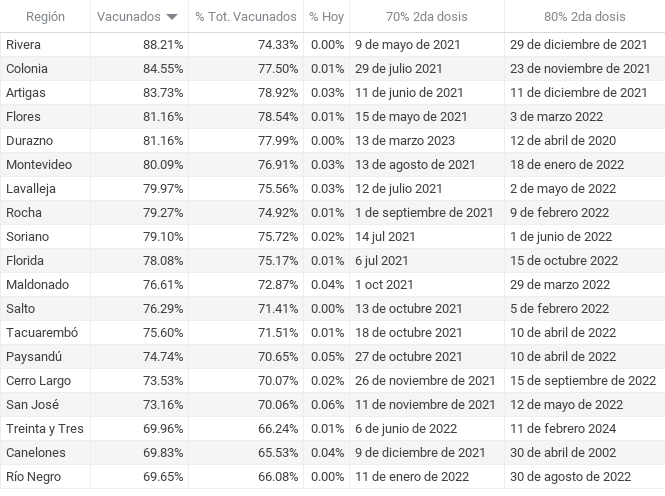 Región Vacunados % Tot. Vacunados % Hoy 70% 2da dosis 80% 2da dosis
Rivera 88.21% 74.33% 0.00% 9 de mayo de 2021 29 de diciembre de 2021
Colonia 84.55% 77.50% 0.01% 29 de julio 2021 23 de noviembre de 2021
Artigas 83.73% 78.92% 0.03% 11 de junio de 2021 11 de diciembre de 2021
Flores 81.16% 78.54% 0.01% 15 de mayo de 2021 3 de marzo 2022
Durazno 81.16% 77.99% 0.00% 13 de marzo 2023 12 de abril de 2020
Montevideo 80.09% 76.91% 0.03% 13 de agosto de 2021 18 de enero de 2022
Lavalleja 79.97% 75.56% 0.03% 12 de julio 2021 2 de mayo de 2022
Rocha 79.27% 74.92% 0.01% 1 de septiembre de 2021 9 de febrero 2022
Soriano 79.10% 75.72% 0.02% 14 jul 2021 1 de junio de 2022
Florida 78.08% 75.17% 0.01% 6 jul 2021 15 de octubre 2022
Maldonado 76.61% 72.87% 0.04% 1 oct 2021 29 de marzo de 2022
Salto 76.29% 71.41% 0.00% 13 de octubre 2021 5 de febrero 2022
Tacuarembó 75.60% 71.51% 0.01% 18 de octubre 2021 10 de abril de 2022
Paysandú 74.74% 70.65% 0.05% 27 de octubre 2021 10 de abril de 2022
Cerro Largo 73.53% 70.07% 0.02% 26 de noviembre de 2021 15 de septiembre de 2022
San José 73.16% 70.06% 0.06% 11 de noviembre de 2021 12 de mayo de 2022
Treinta y Tres 69.96% 66.24% 0.01% 6 de junio de 2022 11 de febrero 2024
Canelones 69.83% 65.53% 0.04% 9 de diciembre de 2021 30 de abril de 2002
Río Negro 69.65% 66.08% 0.00% 11 de enero de 2022 30 de agosto de 2022